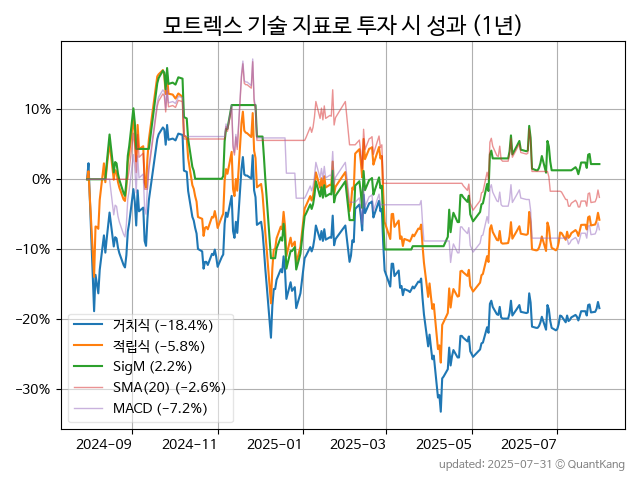 모트렉스 기술 지표로 투자 시 성과 (1년)
10%
0%
−10%
−20%
−30%
거치식 (−18.4%)
적립식 (−5.8%)
SigM (2.2%)
SMA(20) (−2.6%)
MACD (−7.2%)
2024-09 2024-11 2025-01 2025-03 2025-05 2025-07
updated: 2025-07-31 © QuantKang